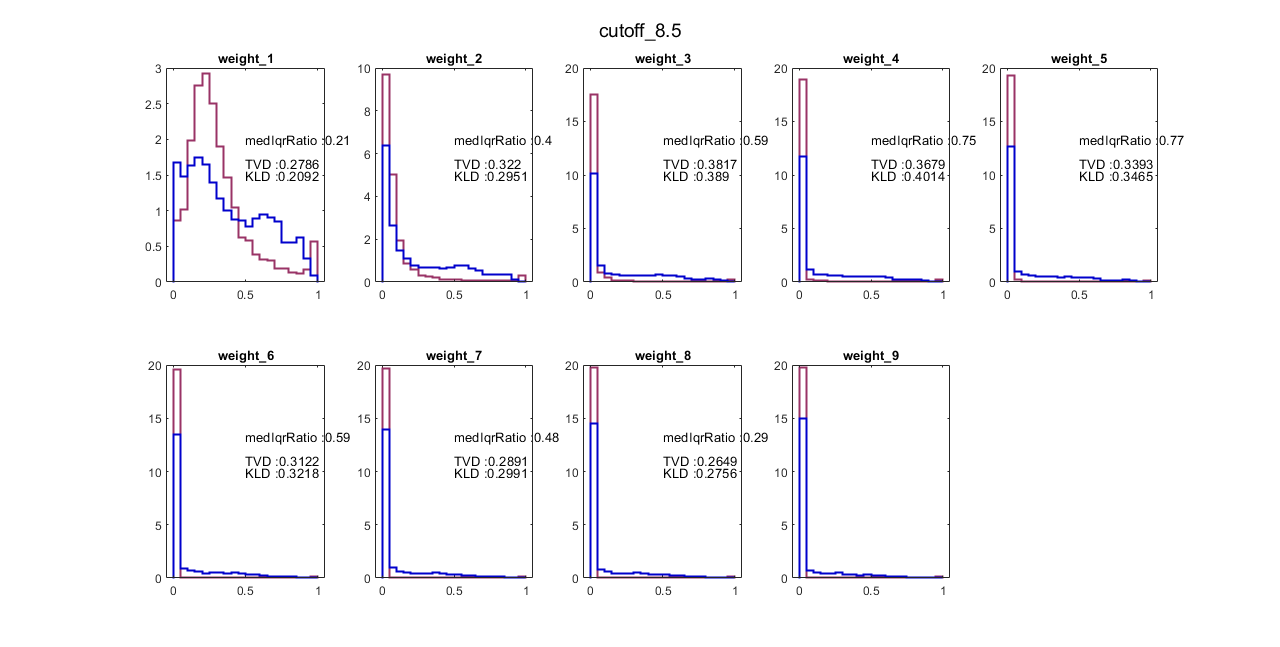 cutoff_8.5
weight_1
3
2.5
2
1.5
1
0.5
0
0
0.5
1
medIqrRatio :0.21
TVD :0.2786
KLD :0.2092
weight_2
10
8
6
4
2
0
0
0.5
1
medIqrRatio :0.4
TVD :0.322
KLD :0.2951
weight_3
20
15
10
5
0
0
0.5
1
medIqrRatio :0.59
TVD :0.3817
KLD :0.389
weight_4
20
15
10
5
0
0
0.5
1
medIqrRatio :0.75
TVD :0.3679
KLD :0.4014
weight_5
20
15
10
5
0
0
0.5
1
medIqrRatio :0.77
TVD :0.3393
KLD :0.3465
weight_6
20
15
10
5
0
0
0.5
1
medIqrRatio :0.59
TVD :0.3122
KLD :0.3218
weight_7
20
15
10
5
0
0
0.5
1
medIqrRatio :0.48
TVD :0.2891
KLD :0.2991
weight_8
20
15
10
5
0
0
0.5
1
medIqrRatio :0.29
TVD :0.2649
KLD :0.2756
weight_9
20
15
10
5
0
0
0.5
1